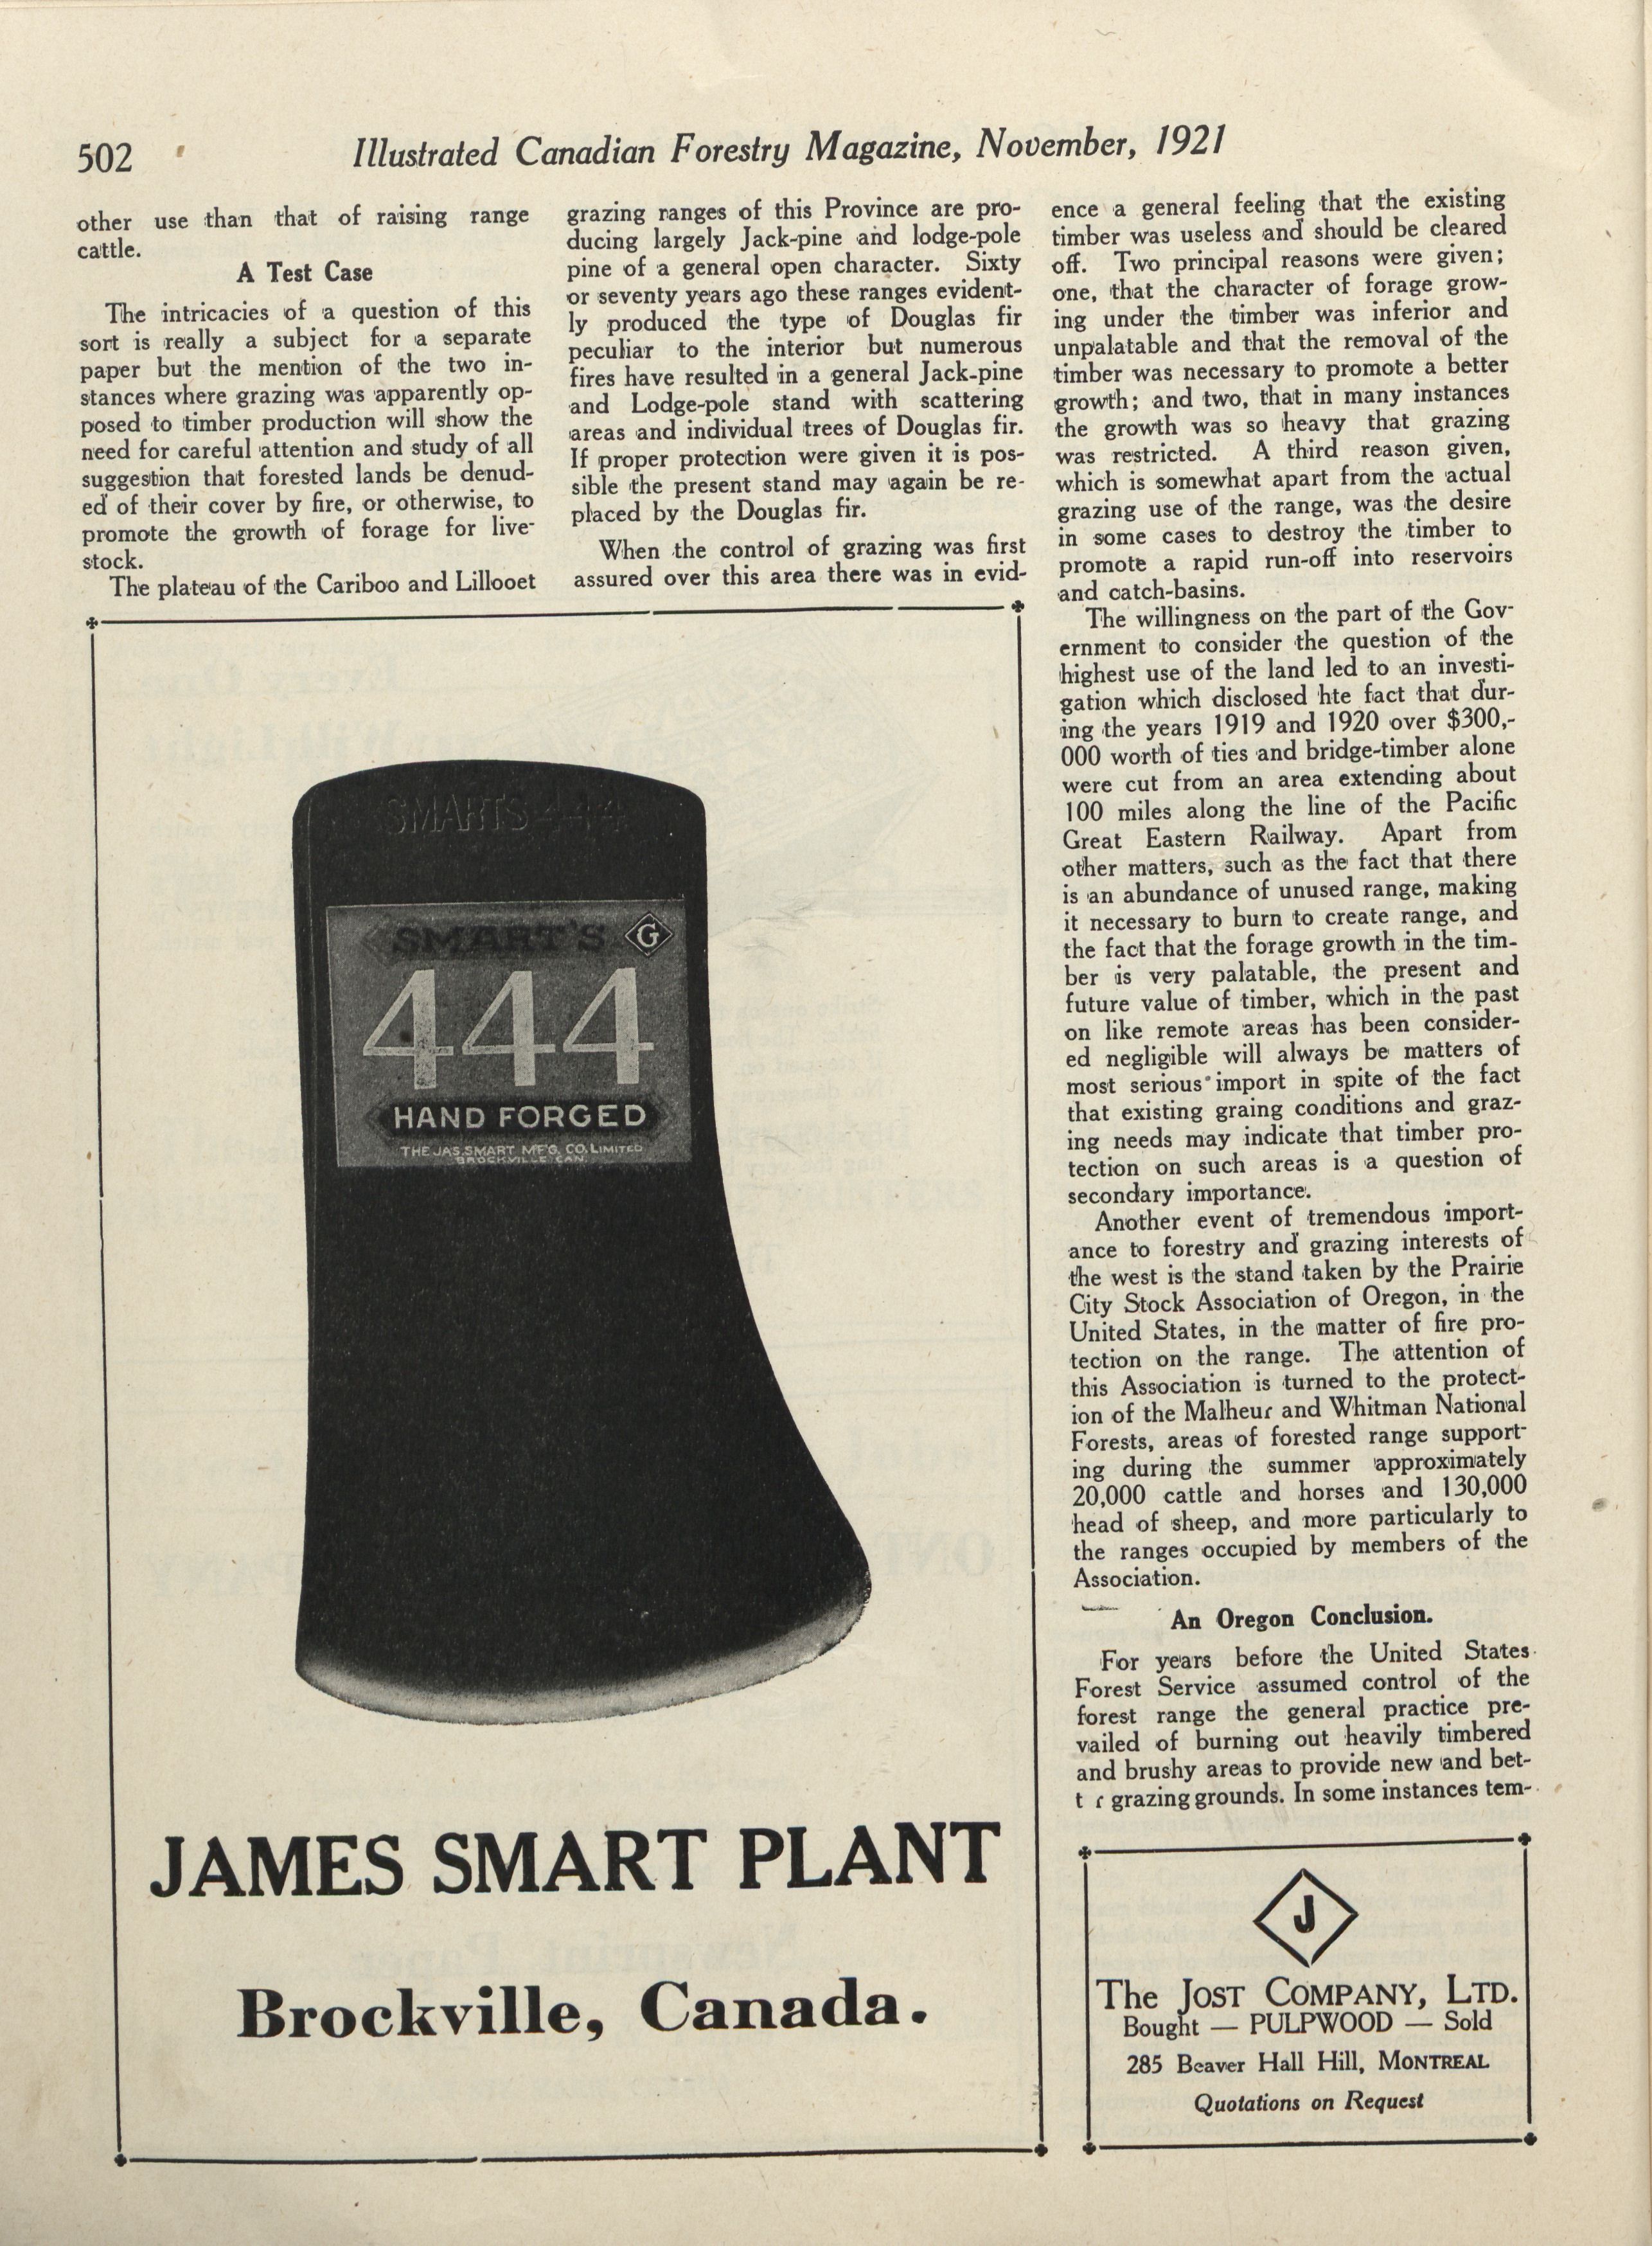 502
Illustrated Canadian Forestry Magazine, November, 1921
other use than that of raising range
cattle.
A Test Case
The intricacies of a question of this
sort is really a subject for a separate
paper but the mention of the two in-
stances where grazing was apparently op-
posed to timber production will show the
need for careful attention and study of all
suggestion that forested lands be denud-
ed of their cover by fire, or otherwise, to
promote the growth of forage for live-
stock.
The plateau of the Cariboo and Lillooet
grazing ranges of this Province are pro-
ducing largely Jack-pine and lodge-pole
pine of a general open character. Sixty
or seventy years ago these ranges evident-
ly produced the type of Douglas fir
peculiar to the interior but numerous
fires have resulted in a general Jack-pine
and Lodge-pole stand with scattering
areas and individual trees of Douglas fir.
If proper protection were given it is pos-
sible the present stand may again be re-
placed by the Douglas fir.
When the control of grazing was first
assured over this area there was in evid-
ence a general feeling that the existing
timber was useless and should be cleared
off. Two principal reasons were given;
one, that the character of forage grow-
ing under the timber was inferior and
unpalatable and that the removal of the
timber was necessary to promote a better
growth; and two, that in many instances
the growth was so heavy that grazing
was restricted. A third reason given,
which is somewhat apart from the actual
grazing use of the range, was the desire
in some cases to destroy the timber to
promote a rapid run-off into reservoirs
and catch-basins.
The willingness on the part of the Gov-
ernment to consider the question of the
highest use of the land led to an investi-
gation which disclosed hte fact that dur-
ing the years 1919 and 1920 over $300,-
000 worth of ties and bridge-timber alone
were cut from an area extending about
100 miles along the line of the Pacific
Great Eastern Railway. Apart from
other matters, such as the fact that there
is an abundance of unused range, making
it necessary to burn to create range, and
the fact that the forage growth in the tim-
ber is very palatable, the present and
future value of timber, which in the past
on like remote areas has been consider-
ed negligible will always be matters of
most serious import in spite of the fact
that existing graing conditions and graz-
ing needs may indicate that timber pro-
tection on such areas is a question of
secondary importance.
Another event of tremendous import-
ance to forestry and grazing interests of
the west is the stand taken by the Prairie
City Stock Association of Oregon, in the
United States, in the matter of fire pro-
tection on the range. The attention of
this Association is turned to the protect-
ion of the Malheur and Whitman National
Forests, areas of forested range support-
ing during the summer approximately
20,000 cattle and horses and 130,000
head of sheep, and more particularly to
the ranges occupied by members of the
Association.
An Oregon Conclusion.
For years before the United States
Forest Service assumed control of the
forest range the general practice pre-
vailed of burning out heavily timbered
and brushy areas to provide new and bet-
t r grazing grounds. In some instances tem-
SMARTS 444
SMART'S G
444
HAND FORGED
THE JAS. SMART MF'G. CO. LIMITED
BROCKVILLE CAN.
JAMES SMART PLANT
Brockville, Canada.
J
The JOST COMPANY, LTD.
Bought — PULPWOOD — Sold
285 Beaver Hall Hill, MONTREAL
Quotations on Request